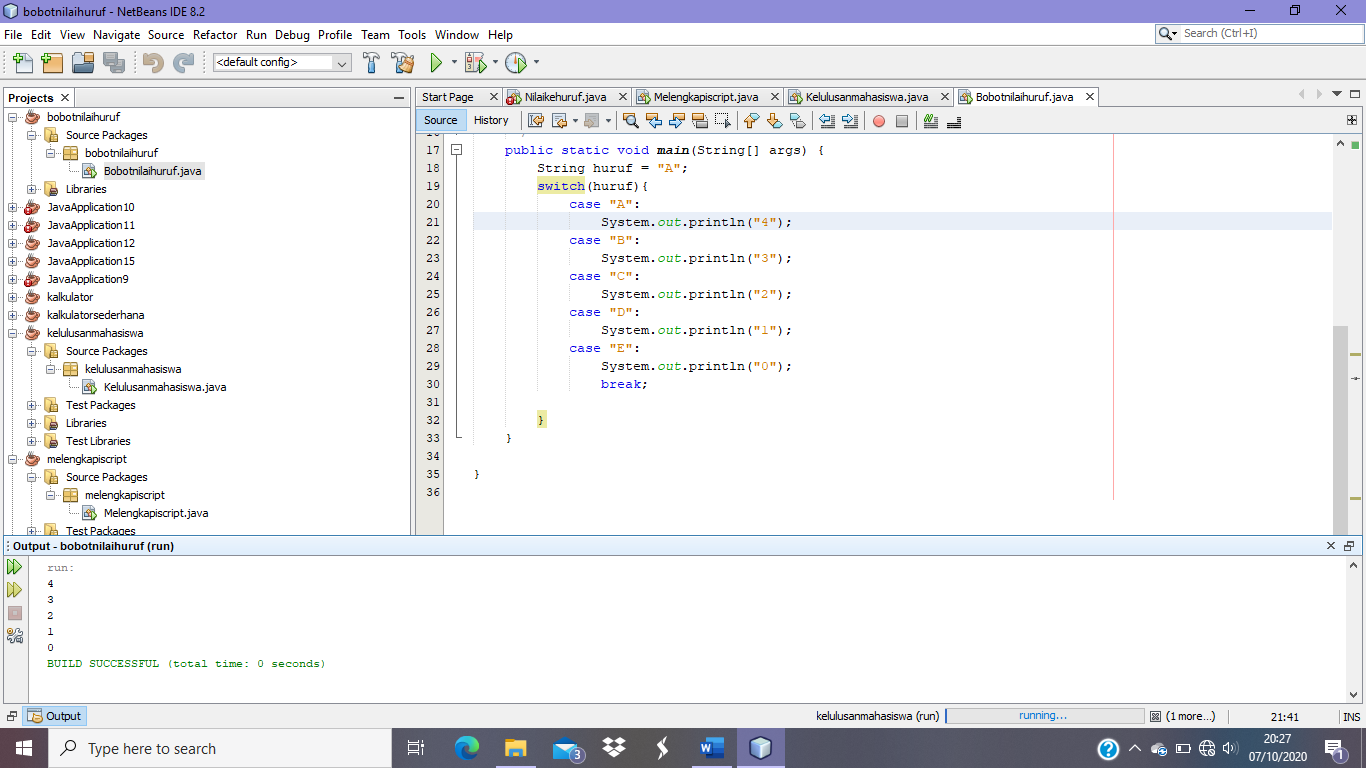 bobotnilaihuruf - NetBeans IDE 8.2
File Edit View Navigate Source Refactor Run Debug Profile Team Tools Window Help
Search (Ctrl+I)
<default config>
Projects
bobotnilaihuruf
Source Packages
bobotnilaihuruf
Bobotnilaihuruf.java
Libraries
JavaApplication10
JavaApplication11
JavaApplication12
JavaApplication15
JavaApplication9
kalkulator
kalkulatorsederhana
kelulusanmahasiswa
Source Packages
kelulusanmahasiswa
Kelulusanmahasiswa.java
Test Packages
Libraries
Test Libraries
melengkapiscript
Source Packages
melengkapiscript
Melengkapiscript.java
Test Packages
Start Page Nilaikehuruf.java Melengkapiscript.java Kelulusanmahasiswa.java Bobotnilaihuruf.java
Source History
17 public static void main(String[] args) {
18 String huruf = "A";
19 switch(huruf){
20 case "A":
21 System.out.println("4");
22 case "B":
23 System.out.println("3");
24 case "C":
25 System.out.println("2");
26 case "D":
27 System.out.println("1");
28 case "E":
29 System.out.println("0");
30 break;
31
32 }
33 }
34
35 }
36
Output - bobotnilaihuruf (run)
run:
4
3
2
1
0
BUILD SUCCESSFUL (total time: 0 seconds)
Output
kelulusanmahasiswa (run) running... (1 more...) 21:41 INS
Type here to search
3
20:27
07/10/2020
1